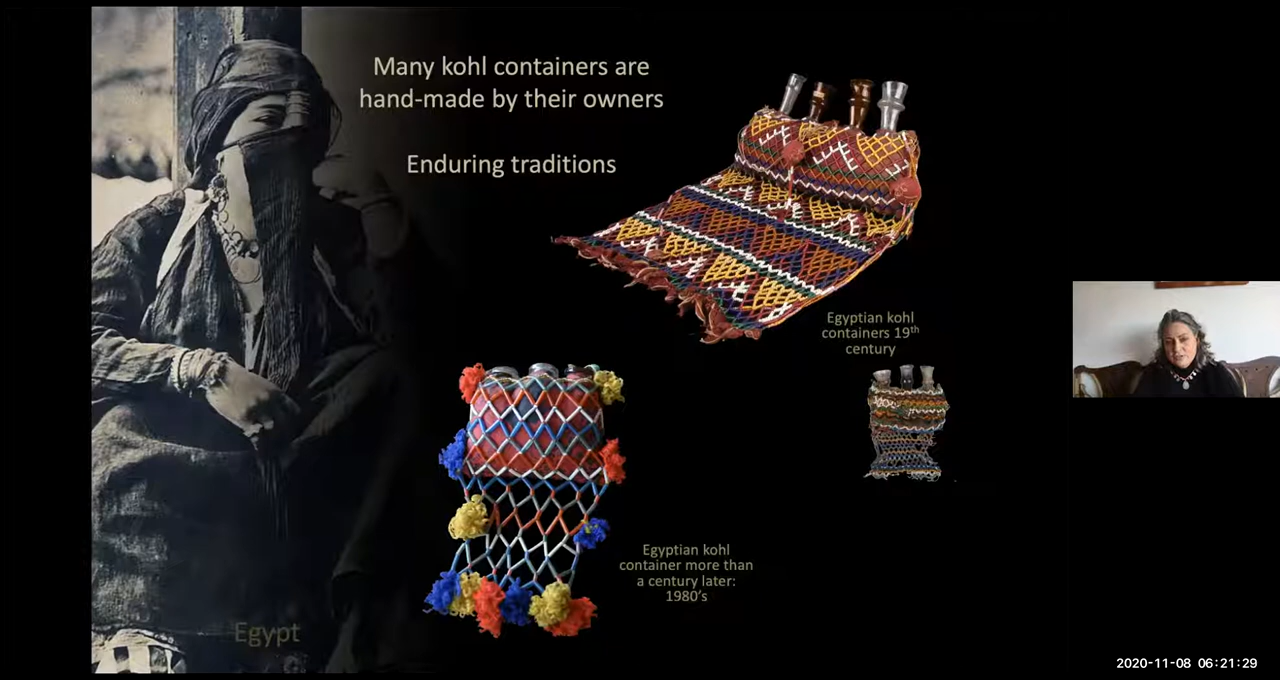 Many kohl containers are
hand-made by their owners
Enduring traditions
Egyptian kohl
containers 19th
century
Egyptian kohl
container more than
a century later:
1980's
Egypt
2020-11-08 06:21:29